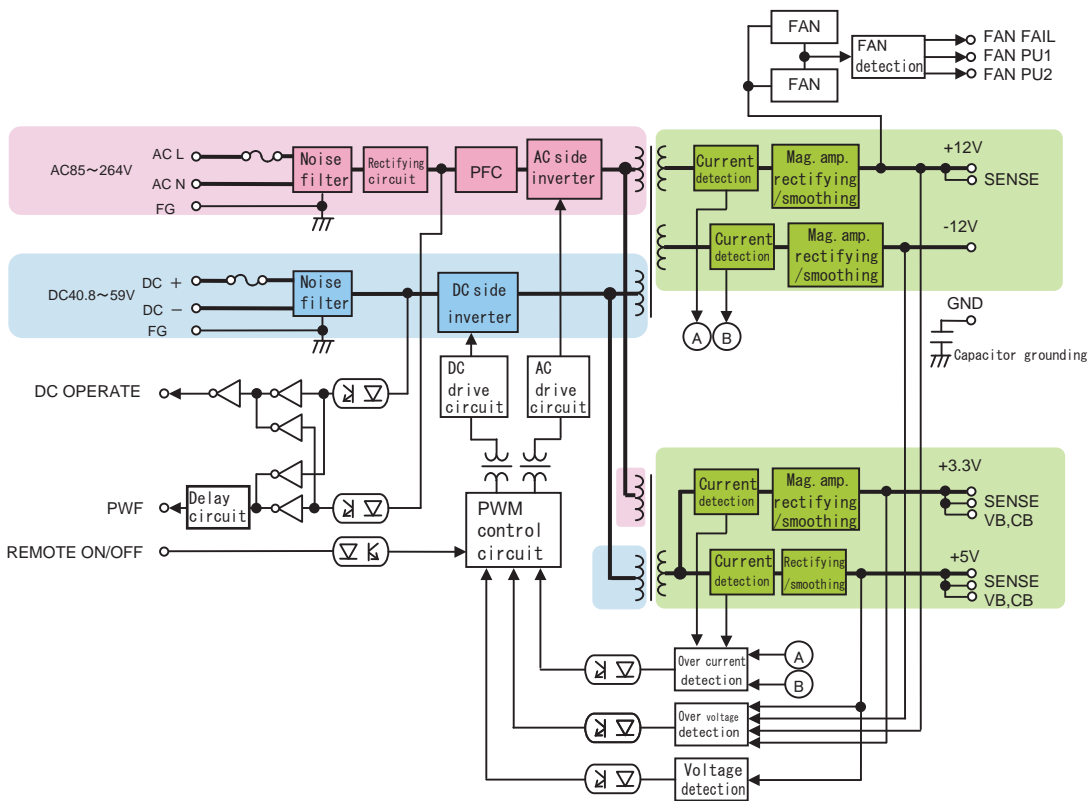 FAN
FAN
FAN
detection
FAN FAIL
FAN PU1
FAN PU2
AC85～264V
AC L
AC N
FG
Noise
filter
Rectifying
circuit
PFC
AC side
inverter
Current
detection
Mag. amp.
rectifying
/smoothing
+12V
SENSE
Current
detection
Mag. amp.
rectifying
/smoothing
-12V
DC40.8～59V
DC +
DC −
FG
Noise
filter
DC side
inverter
A
B
GND
Capacitor grounding
DC
drive
circuit
AC
drive
circuit
DC OPERATE
PWF
Delay
circuit
REMOTE ON/OFF
PWM
control
circuit
Current
detection
Mag. amp.
rectifying
/smoothing
+3.3V
SENSE
VB,CB
Current
detection
Rectifying
/smoothing
+5V
SENSE
VB,CB
Over current
detection
A
B
Over voltage
detection
Voltage
detection